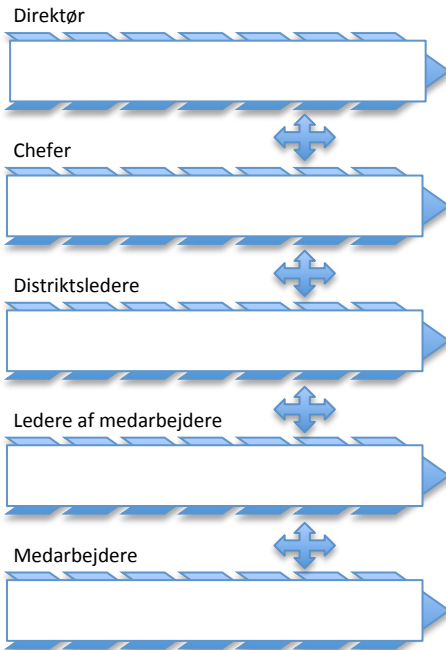 Direktør
Chefer
Distriktsledere
Ledere af medarbejdere
Medarbejdere